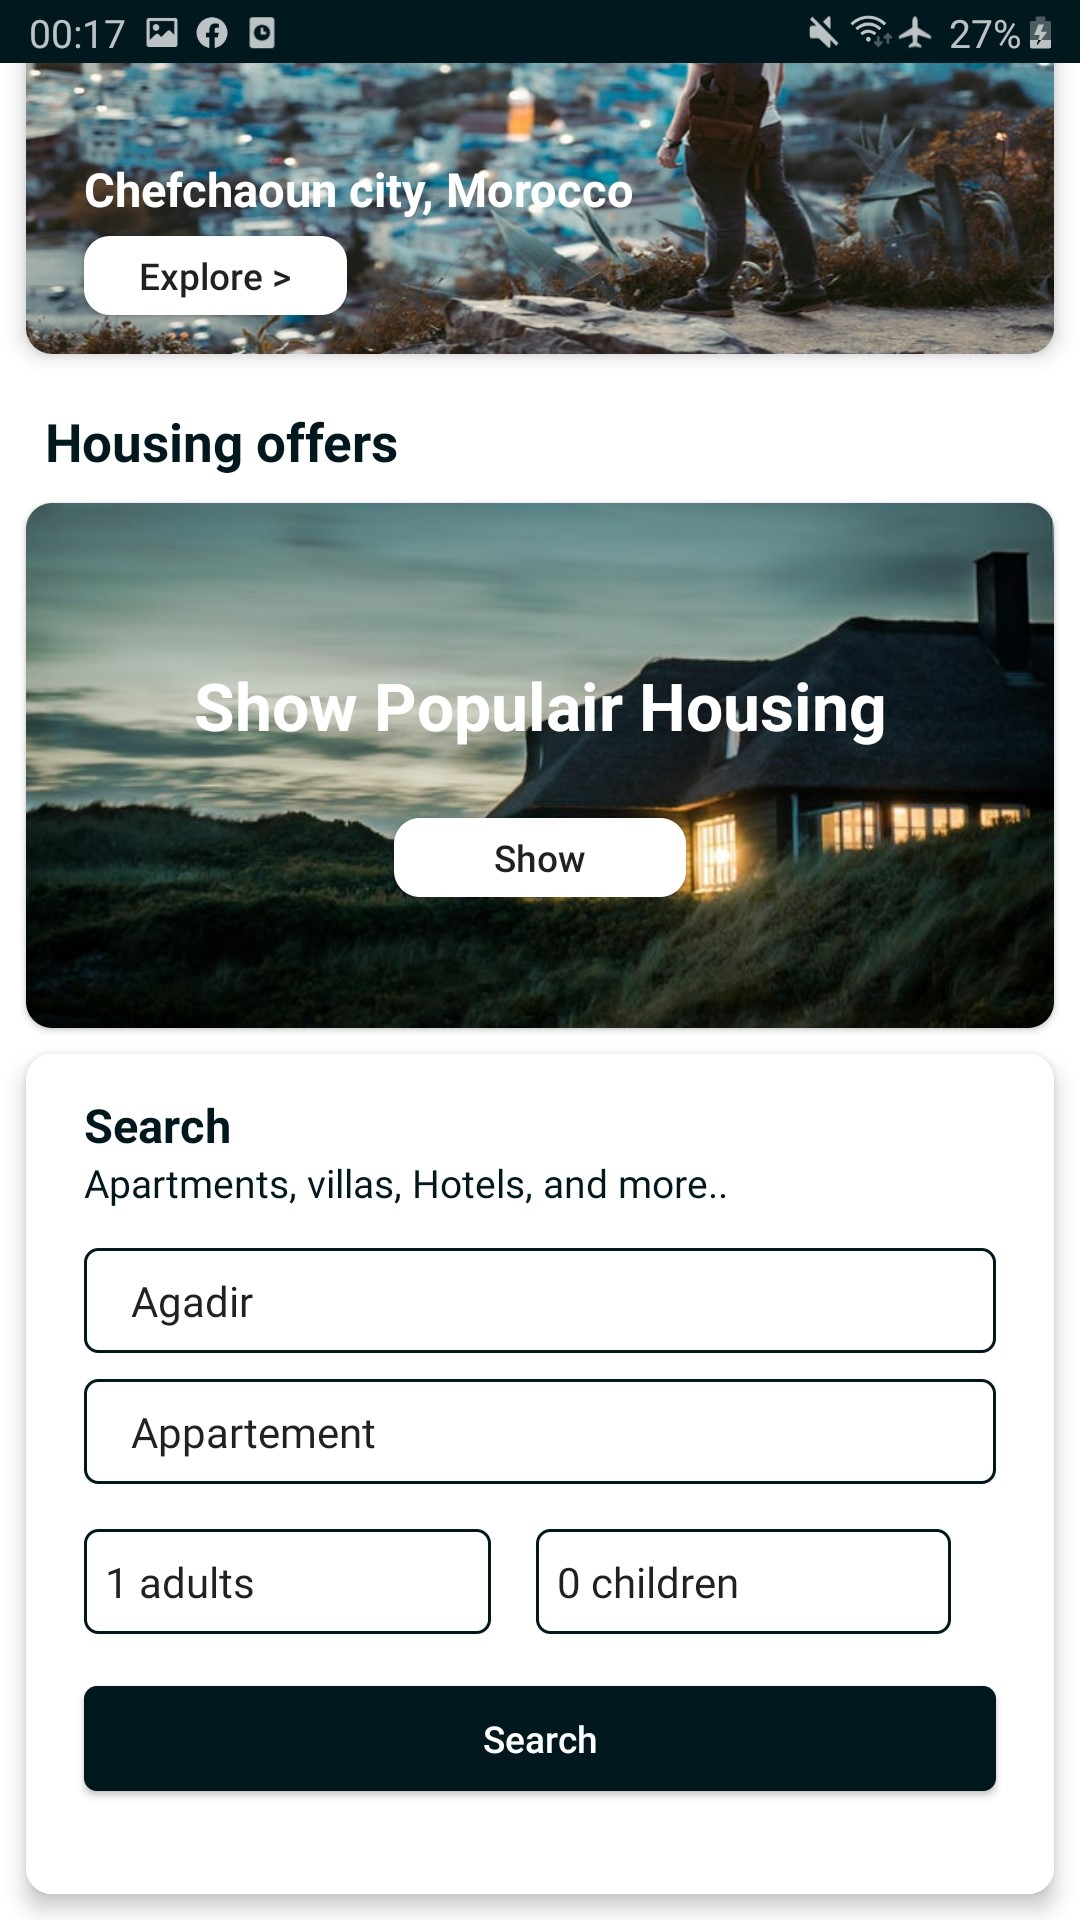 00:17
27%
Chefchaoun city, Morocco
Explore >
Housing offers
Show Populair Housing
Show
Search
Apartments, villas, Hotels, and more..
Agadir
Appartement
1 adults
0 children
Search